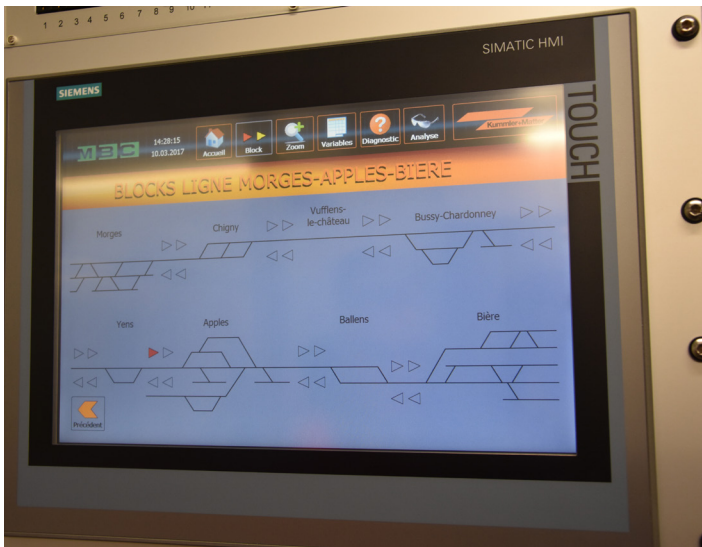 1 2 3 4 5 6 7 8 9 10
SIMATIC HMI
SIEMENS
TOUCH
MBC
14:28:15
10.03.2017
Accueil
Block
Zoom
Variables
Diagnostic
Analyse
Kummler+Matter
BLOCKS LIGNE MORGES-APPLES-BIERE
Morges
Chigny
Vufflens-
le-château
Bussy-Chardonney
Yens
Apples
Ballens
Bière
Précédent